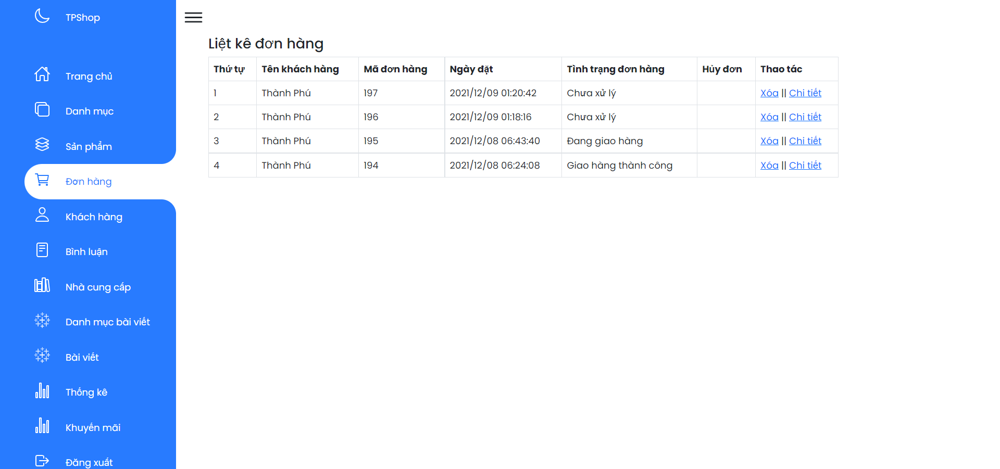 TPShop
Trang chủ
Danh mục
Sản phẩm
Đơn hàng
Khách hàng
Bình luận
Nhà cung cấp
Danh mục bài viết
Bài viết
Thống kê
Khuyến mãi
Đăng xuất
Liệt kê đơn hàng
Thứ tự Tên khách hàng Mã đơn hàng Ngày đặt Tình trạng đơn hàng Hủy đơn Thao tác
1 Thành Phú 197 2021/12/09 01:20:42 Chưa xử lý Xóa || Chi tiết
2 Thành Phú 196 2021/12/09 01:18:16 Chưa xử lý Xóa || Chi tiết
3 Thành Phú 195 2021/12/08 06:43:40 Đang giao hàng Xóa || Chi tiết
4 Thành Phú 194 2021/12/08 06:24:08 Giao hàng thành công Xóa || Chi tiết